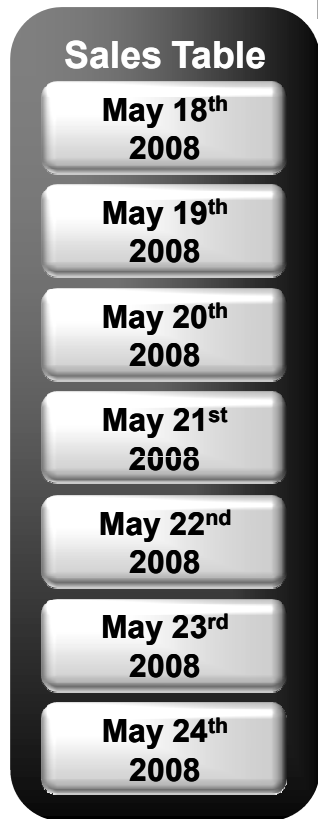 Sales Table
May 18th
2008
May 19th
2008
May 20th
2008
May 21st
2008
May 22nd
2008
May 23rd
2008
May 24th
2008